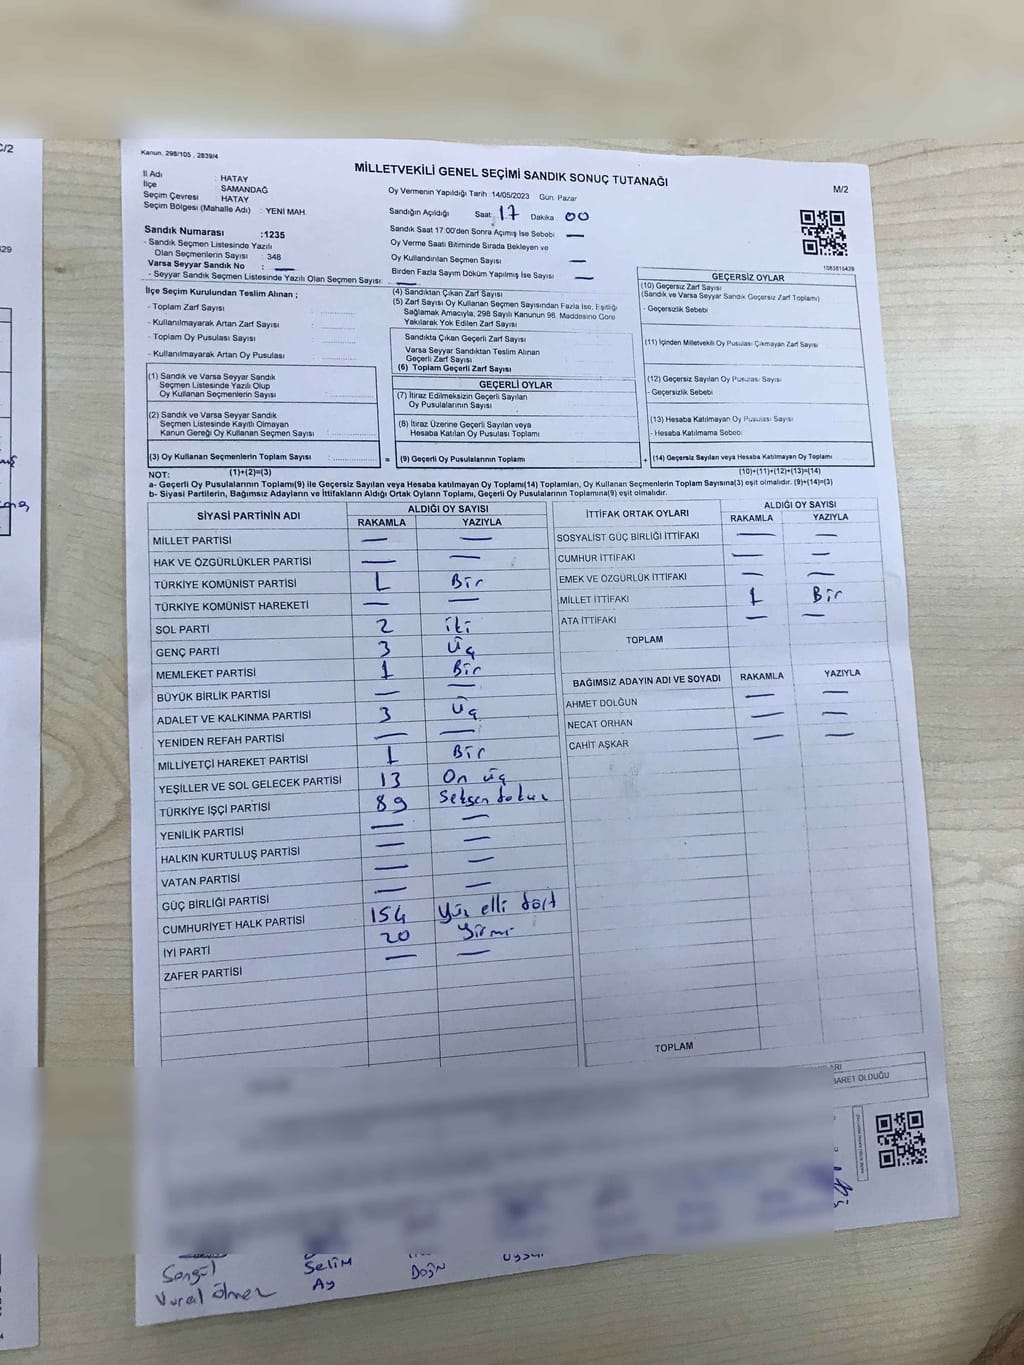 Kanun. 298/105 , 2839/4
MİLLETVEKİLİ GENEL SEÇİMİ SANDIK SONUÇ TUTANAĞI
M/2
İl Adı : HATAY
İlçe SAMANDAĞ
Seçim Çevresi : HATAY
Seçim Bölgesi (Mahalle Adı) : YENİ MAH.
Oy Vermenin Yapıldığı Tarih : 14/05/2023 Gün: Pazar
Sandığın Açıldığı Saat 17 Dakika : 00
Sandık Saat 17:00'den Sonra Açımış İse Sebebi —
Oy Verme Saati Bitiminde Sırada Bekleyen ve
Oy Kullandırılan Seçmen Sayısı —
Birden Fazla Sayım Döküm Yapılmış İse Sayısı —
Sandık Numarası :1235
- Sandık Seçmen Listesinde Yazılı
Olan Seçmenlerin Sayısı : 348
Varsa Seyyar Sandık No : —
- Seyyar Sandık Seçmen Listesinde Yazılı Olan Seçmen Sayısı: —
1083815429
İlçe Seçim Kurulundan Teslim Alınan ;
- Toplam Zarf Sayısı :
- Kullanılmayarak Artan Zarf Sayısı :
- Toplam Oy Pusulası Sayısı :
- Kullanılmayarak Artan Oy Pusulası :
(1) Sandık ve Varsa Seyyar Sandık
Seçmen Listesinde Yazılı Olup
Oy Kullanan Seçmen Sayısı :
(2) Sandık ve Varsa Seyyar Sandık
Seçmen Listesinde Kayıtlı Olmayan
Kanun Gereği Oy Kullanan Seçmen Sayısı :
(3) Oy Kullanan Seçmenlerin Toplam Sayısı :
(4) Sandıktan Çıkan Zarf Sayısı
(5) Zarf Sayısı Oy Kullanan Seçmen Sayısından Fazla İse, Eşitliği
Sağlamak Amacıyla, 298 Sayılı Kanunun 98. Maddesine Göre
Yakılarak Yok Edilen Zarf Sayısı
Sandıkta Çıkan Geçerli Zarf Sayısı
Varsa Seyyar Sandıktan Teslim Alınan
Geçerli Zarf Sayısı
(6) Toplam Geçerli Zarf Sayısı
GEÇERLİ OYLAR
(7) İtiraz Edilmeksizin Geçerli Sayılan
Oy Pusulalarının Sayısı
(8) İtiraz Üzerine Geçerli Sayılan veya
Hesaba Katılan Oy Pusulası Toplamı
= (9) Geçerli Oy Pusulalarının Toplamı
GEÇERSİZ OYLAR
(10) Geçersiz Zarf Sayısı
(Sandık ve Varsa Seyyar Sandık Geçersiz Zarf Toplamı)
- Geçersizlik Sebebi
(11) İçinden Milletvekili Oy Pusulası Çıkmayan Zarf Sayısı
(12) Geçersiz Sayılan Oy Pusulası Sayısı
- Geçersizlik Sebebi
(13) Hesaba Katılmayan Oy Pusulası Sayısı
- Hesaba Katılmama Sebebi
+ (14) Geçersiz Sayılan veya Hesaba Katılmayan Oy Toplamı
NOT: (1)+(2)=(3) (10)+(11)+(12)+(13)=(14)
a- Geçerli Oy Pusulalarının Toplamı(9) ile Geçersiz Sayılan veya Hesaba katılmayan Oy Toplamı(14) Toplamları, Oy Kullanan Seçmenlerin Toplam Sayısına(3) eşit olmalıdır. (9)+(14)=(3)
b- Siyasi Partilerin, Bağımsız Adayların ve İttifakların Aldığı Ortak Oyların Toplamı, Geçerli Oy Pusulalarının Toplamına(9) eşit olmalıdır.
SİYASİ PARTİNİN ADI ALDIĞI OY SAYISI
RAKAMLA YAZIYLA
MİLLET PARTİSİ — —
HAK VE ÖZGÜRLÜKLER PARTİSİ — —
TÜRKİYE KOMÜNİST PARTİSİ 1 Bir
TÜRKİYE KOMÜNİST HAREKETİ — —
SOL PARTİ 2 iki
GENÇ PARTİ 3 Üç
MEMLEKET PARTİSİ 1 Bir
BÜYÜK BİRLİK PARTİSİ — —
ADALET VE KALKINMA PARTİSİ 3 Üç
YENİDEN REFAH PARTİSİ — —
MİLLİYETÇİ HAREKET PARTİSİ 1 Bir
YEŞİLLER VE SOL GELECEK PARTİSİ 13 On üç
TÜRKİYE İŞÇİ PARTİSİ 89 Seksen dokuz
YENİLİK PARTİSİ — —
HALKIN KURTULUŞ PARTİSİ — —
VATAN PARTİSİ — —
GÜÇ BİRLİĞİ PARTİSİ — —
CUMHURİYET HALK PARTİSİ 154 Yüz elli dört
İYİ PARTİ 20 Yirmi
ZAFER PARTİSİ — —
İTTİFAK ORTAK OYLARI ALDIĞI OY SAYISI
RAKAMLA YAZIYLA
SOSYALİST GÜÇ BİRLİĞİ İTTİFAKI — —
CUMHUR İTTİFAKI — —
EMEK VE ÖZGÜRLÜK İTTİFAKI — —
MİLLET İTTİFAKI 1 Bir
ATA İTTİFAKI — —
TOPLAM
BAĞIMSIZ ADAYIN ADI VE SOYADI RAKAMLA YAZIYLA
AHMET DOLĞUN — —
NECAT ORHAN — —
CAHİT AŞKAR — —
TOPLAM
Songül Selim Doğn
Vural Ölmez Ay